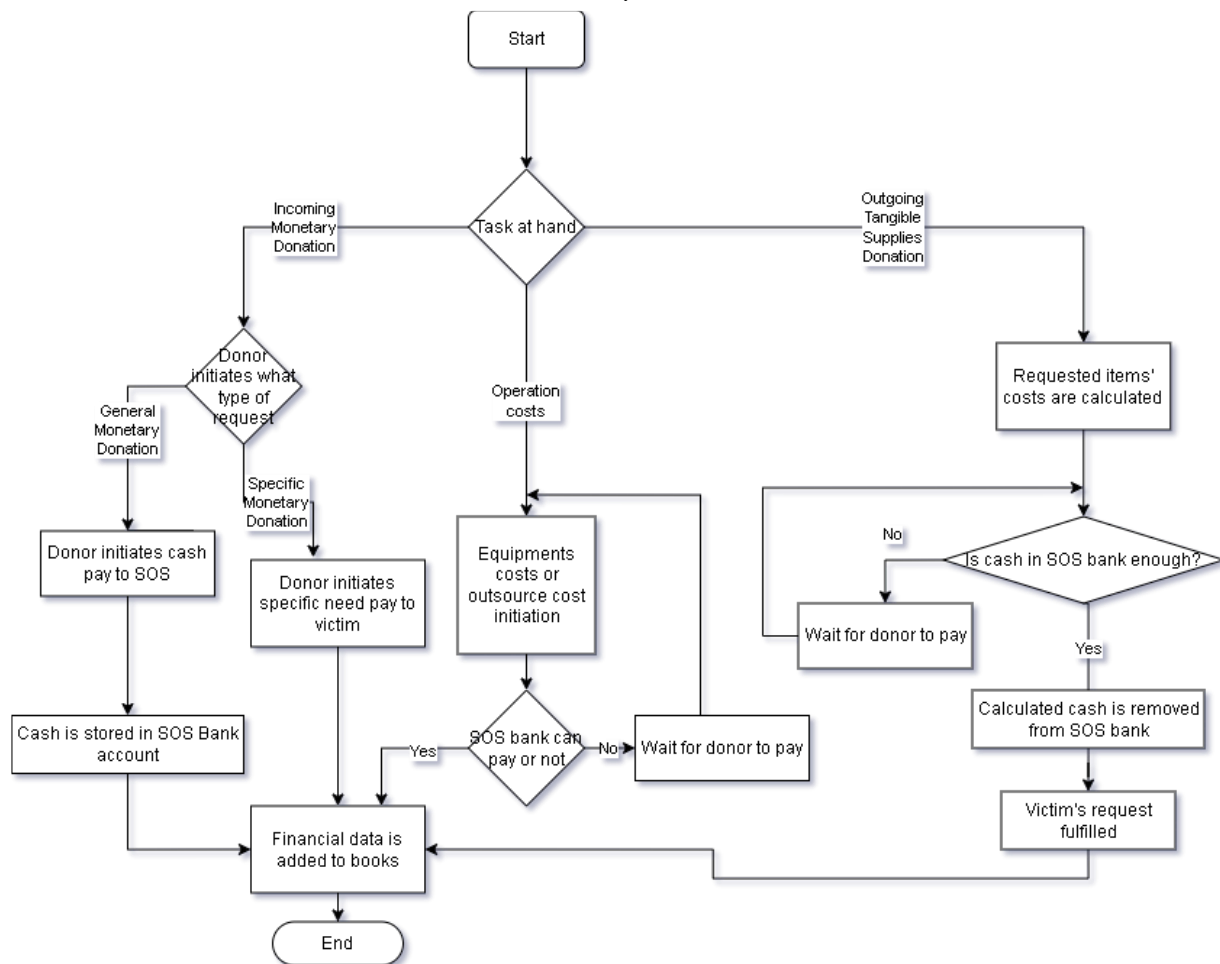 Start
Task at hand
Incoming
Monetary
Donation
Outgoing
Tangible
Supplies
Donation
Operation
costs
Donor
initiates what
type of
request
General
Monetary
Donation
Specific
Monetary
Donation
Requested items'
costs are calculated
Donor initiates cash
pay to SOS
Donor initiates
specific need pay to
victim
Equipments
costs or
outsource cost
initiation
No
Is cash in SOS bank enough?
Wait for donor to pay
Yes
Cash is stored in SOS Bank
account
Yes
SOS bank can
pay or not
No
Wait for donor to pay
Calculated cash is removed
from SOS bank
Victim's request
fulfilled
Financial data is
added to books
End